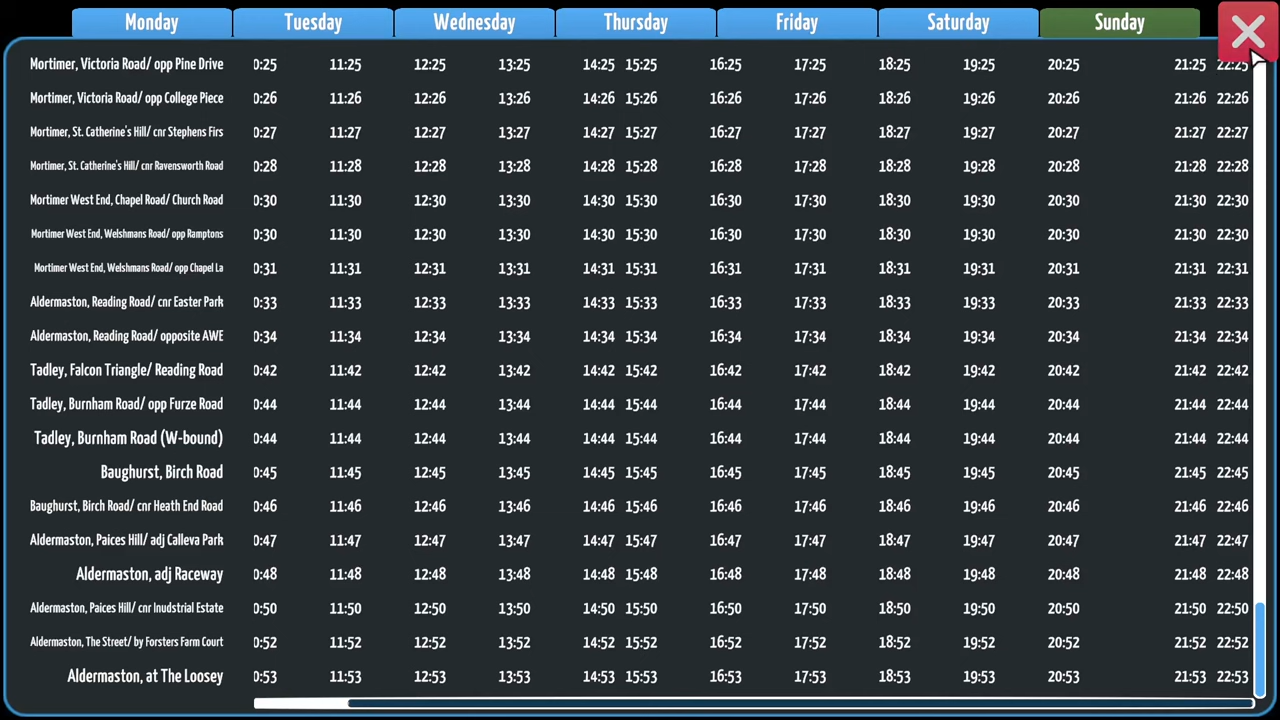 Monday Tuesday Wednesday Thursday Friday Saturday Sunday
Mortimer, Victoria Road/ opp Pine Drive 0:25 11:25 12:25 13:25 14:25 15:25 16:25 17:25 18:25 19:25 20:25 21:25 22:25
Mortimer, Victoria Road/ opp College Piece 0:26 11:26 12:26 13:26 14:26 15:26 16:26 17:26 18:26 19:26 20:26 21:26 22:26
Mortimer, St. Catherine's Hill/ cnr Stephens Firs 0:27 11:27 12:27 13:27 14:27 15:27 16:27 17:27 18:27 19:27 20:27 21:27 22:27
Mortimer, St. Catherine's Hill/ cnr Ravensworth Road 0:28 11:28 12:28 13:28 14:28 15:28 16:28 17:28 18:28 19:28 20:28 21:28 22:28
Mortimer West End, Chapel Road/ Church Road 0:30 11:30 12:30 13:30 14:30 15:30 16:30 17:30 18:30 19:30 20:30 21:30 22:30
Mortimer West End, Welshmans Road/ opp Ramptons 0:30 11:30 12:30 13:30 14:30 15:30 16:30 17:30 18:30 19:30 20:30 21:30 22:30
Mortimer West End, Welshmans Road/ opp Chapel La 0:31 11:31 12:31 13:31 14:31 15:31 16:31 17:31 18:31 19:31 20:31 21:31 22:31
Aldermaston, Reading Road/ cnr Easter Park 0:33 11:33 12:33 13:33 14:33 15:33 16:33 17:33 18:33 19:33 20:33 21:33 22:33
Aldermaston, Reading Road/ opposite AWE 0:34 11:34 12:34 13:34 14:34 15:34 16:34 17:34 18:34 19:34 20:34 21:34 22:34
Tadley, Falcon Triangle/ Reading Road 0:42 11:42 12:42 13:42 14:42 15:42 16:42 17:42 18:42 19:42 20:42 21:42 22:42
Tadley, Burnham Road/ opp Furze Road 0:44 11:44 12:44 13:44 14:44 15:44 16:44 17:44 18:44 19:44 20:44 21:44 22:44
Tadley, Burnham Road (W-bound) 0:44 11:44 12:44 13:44 14:44 15:44 16:44 17:44 18:44 19:44 20:44 21:44 22:44
Baughurst, Birch Road 0:45 11:45 12:45 13:45 14:45 15:45 16:45 17:45 18:45 19:45 20:45 21:45 22:45
Baughurst, Birch Road/ cnr Heath End Road 0:46 11:46 12:46 13:46 14:46 15:46 16:46 17:46 18:46 19:46 20:46 21:46 22:46
Aldermaston, Paices Hill/ adj Calleva Park 0:47 11:47 12:47 13:47 14:47 15:47 16:47 17:47 18:47 19:47 20:47 21:47 22:47
Aldermaston, adj Raceway 0:48 11:48 12:48 13:48 14:48 15:48 16:48 17:48 18:48 19:48 20:48 21:48 22:48
Aldermaston, Paices Hill/ cnr Inudstrial Estate 0:50 11:50 12:50 13:50 14:50 15:50 16:50 17:50 18:50 19:50 20:50 21:50 22:50
Aldermaston, The Street/ by Forsters Farm Court 0:52 11:52 12:52 13:52 14:52 15:52 16:52 17:52 18:52 19:52 20:52 21:52 22:52
Aldermaston, at The Loosey 0:53 11:53 12:53 13:53 14:53 15:53 16:53 17:53 18:53 19:53 20:53 21:53 22:53